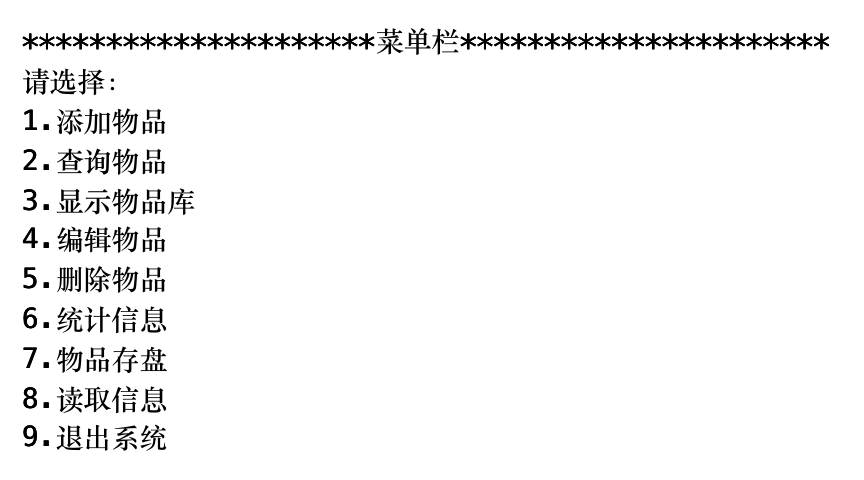 *********************菜单栏**********************
请选择:
1.添加物品
2.查询物品
3.显示物品库
4.编辑物品
5.删除物品
6.统计信息
7.物品存盘
8.读取信息
9.退出系统